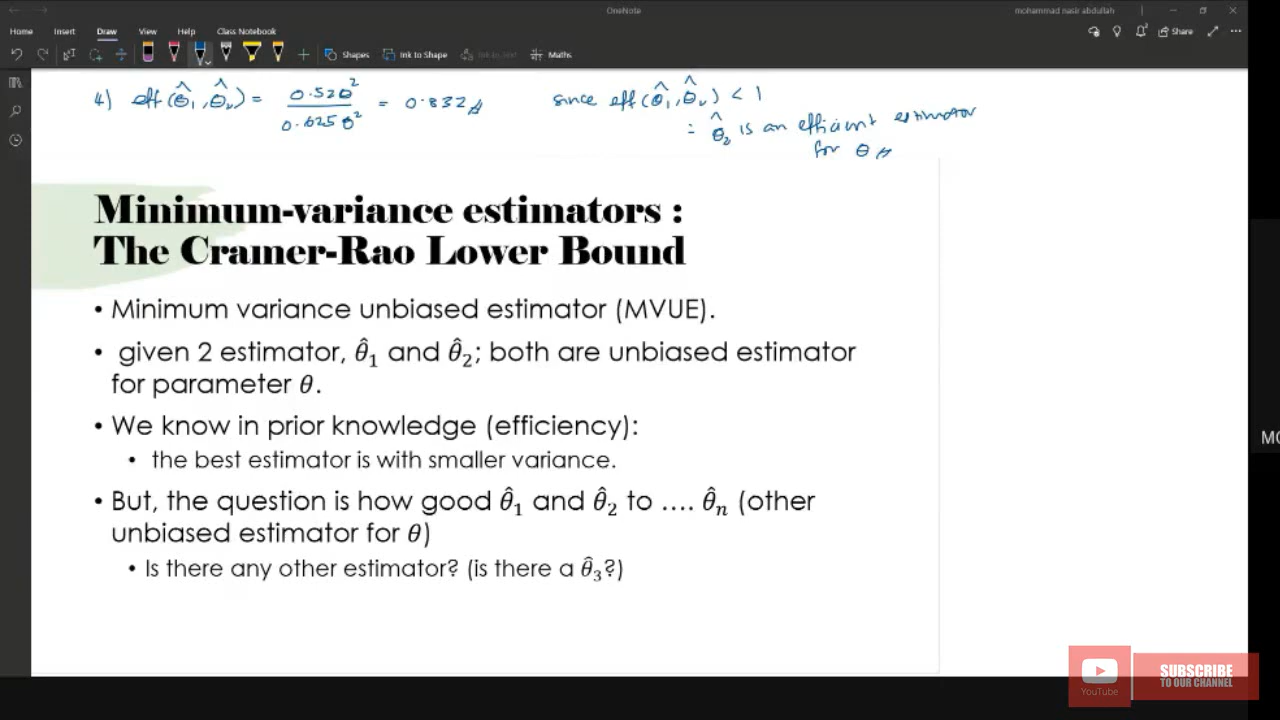 OneNote
mohammad nasir abdullah
Home Insert Draw View Help Class Notebook
Share
Shapes Ink to Shape Ink to Text Maths
4) eff(θ̂₁, θ̂₂) = 0.52θ² / 0.625θ² = 0.832 since eff(θ̂₁, θ̂₂) < 1
∴ θ̂₂ is an efficient estimator
for θ
Minimum-variance estimators :
The Cramer-Rao Lower Bound
• Minimum variance unbiased estimator (MVUE).
• given 2 estimator, θ̂₁ and θ̂₂; both are unbiased estimator
for parameter θ.
• We know in prior knowledge (efficiency):
• the best estimator is with smaller variance.
• But, the question is how good θ̂₁ and θ̂₂ to .... θ̂ₙ (other
unbiased estimator for θ)
• Is there any other estimator? (is there a θ̂₃?)
YouTube
SUBSCRIBE
TO OUR CHANNEL